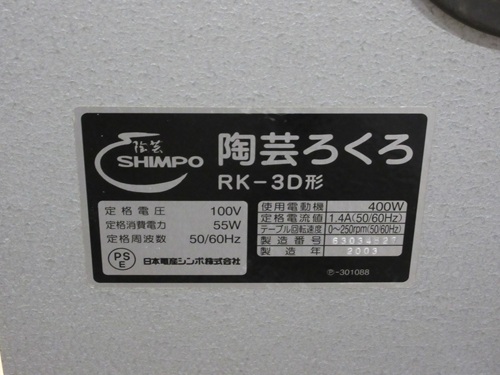 陶芸
SHIMPO
陶芸ろくろ
RK-3D形
定格電圧 100V
定格消費電力 55W
定格周波数 50/60Hz
PS
E
日本電産シンポ株式会社
使用電動機 400W
定格電流値 1.4A(50/60Hz)
テーブル回転速度 0~250rpm(50/60Hz)
製造番号
製造年 2003
Ⓟ-301088